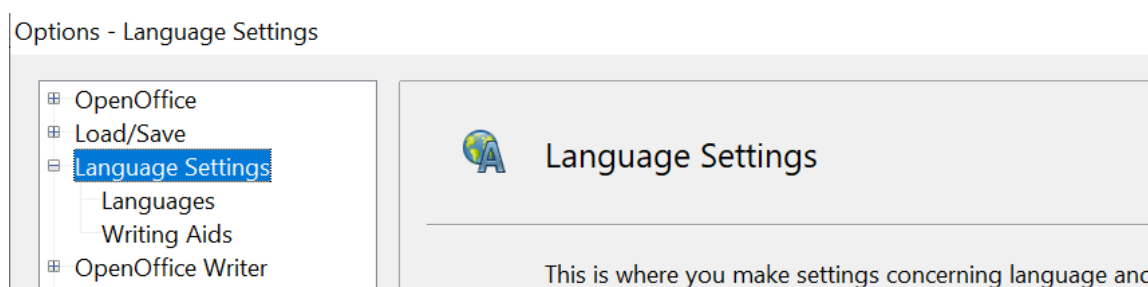 Options - Language Settings
OpenOffice
Load/Save
Language Settings
Languages
Writing Aids
OpenOffice Writer
Language Settings
This is where you make settings concerning language and